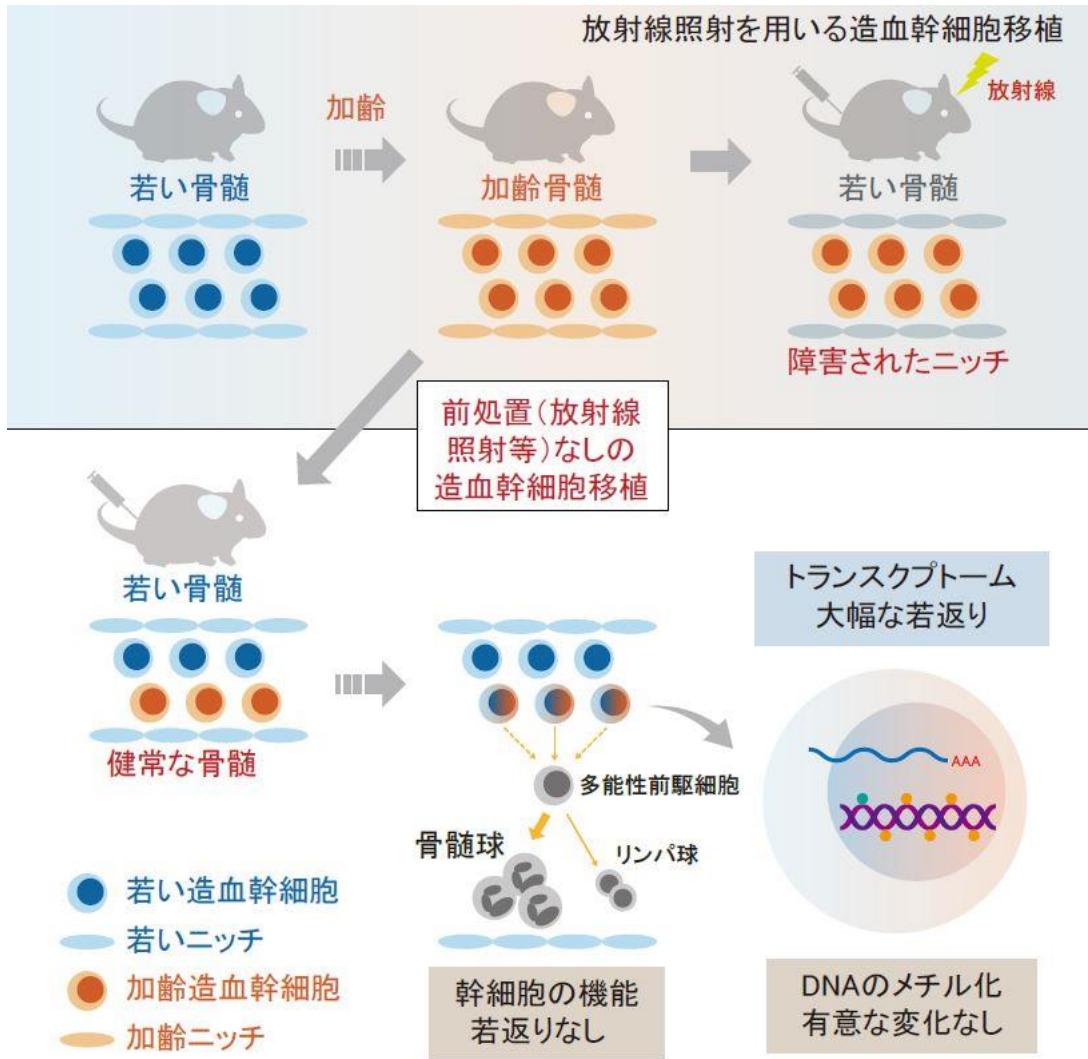 放射線照射を用いる造血幹細胞移植
加齢
放射線
若い骨髄
加齢骨髄
若い骨髄
障害されたニッチ
前処置（放射線
照射等）なしの
造血幹細胞移植
若い骨髄
健常な骨髄
トランスクプトーム
大幅な若返り
AAA
多能性前駆細胞
骨髄球
リンパ球
若い造血幹細胞
若いニッチ
加齢造血幹細胞
加齢ニッチ
幹細胞の機能
若返りなし
DNAのメチル化
有意な変化なし